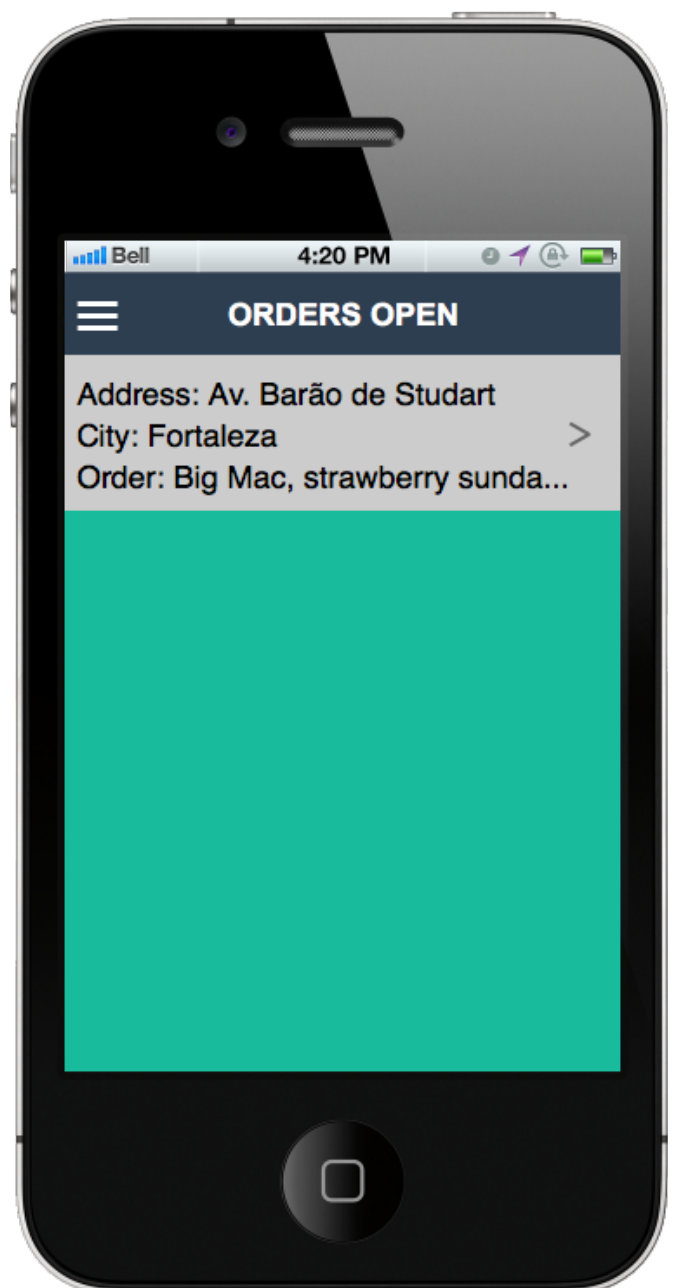 Bell 4:20 PM
ORDERS OPEN
Address: Av. Barão de Studart
City: Fortaleza
>
Order: Big Mac, strawberry sunda...